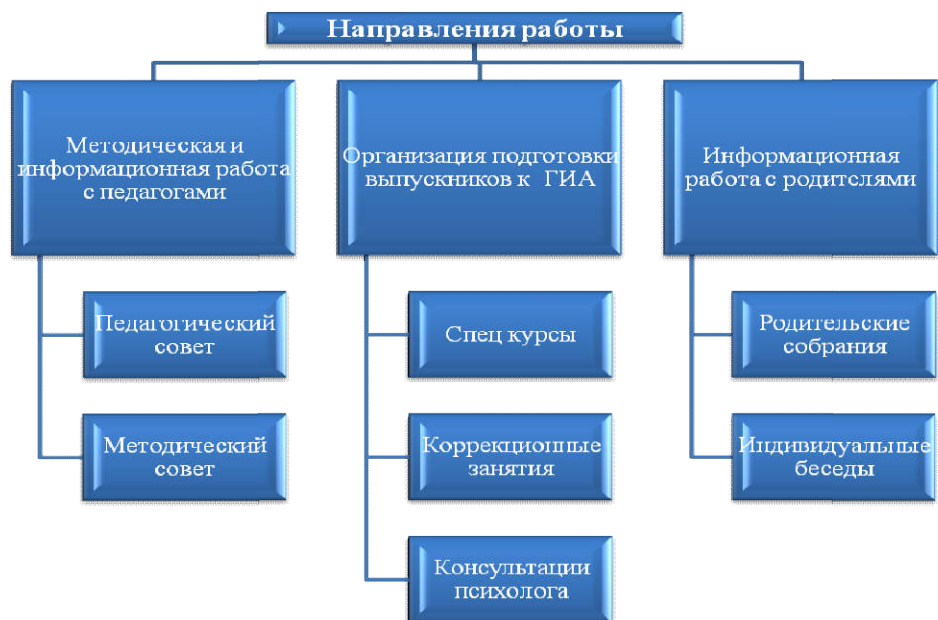 Направления работы
Методическая и
информационная работа
с педагогами
Педагогический
совет
Методический
совет
Организация подготовки
выпускников к ГИА
Спец курсы
Коррекционные
занятия
Консультации
психолога
Информационная
работа с родителями
Родительские
собрания
Индивидуальные
беседы